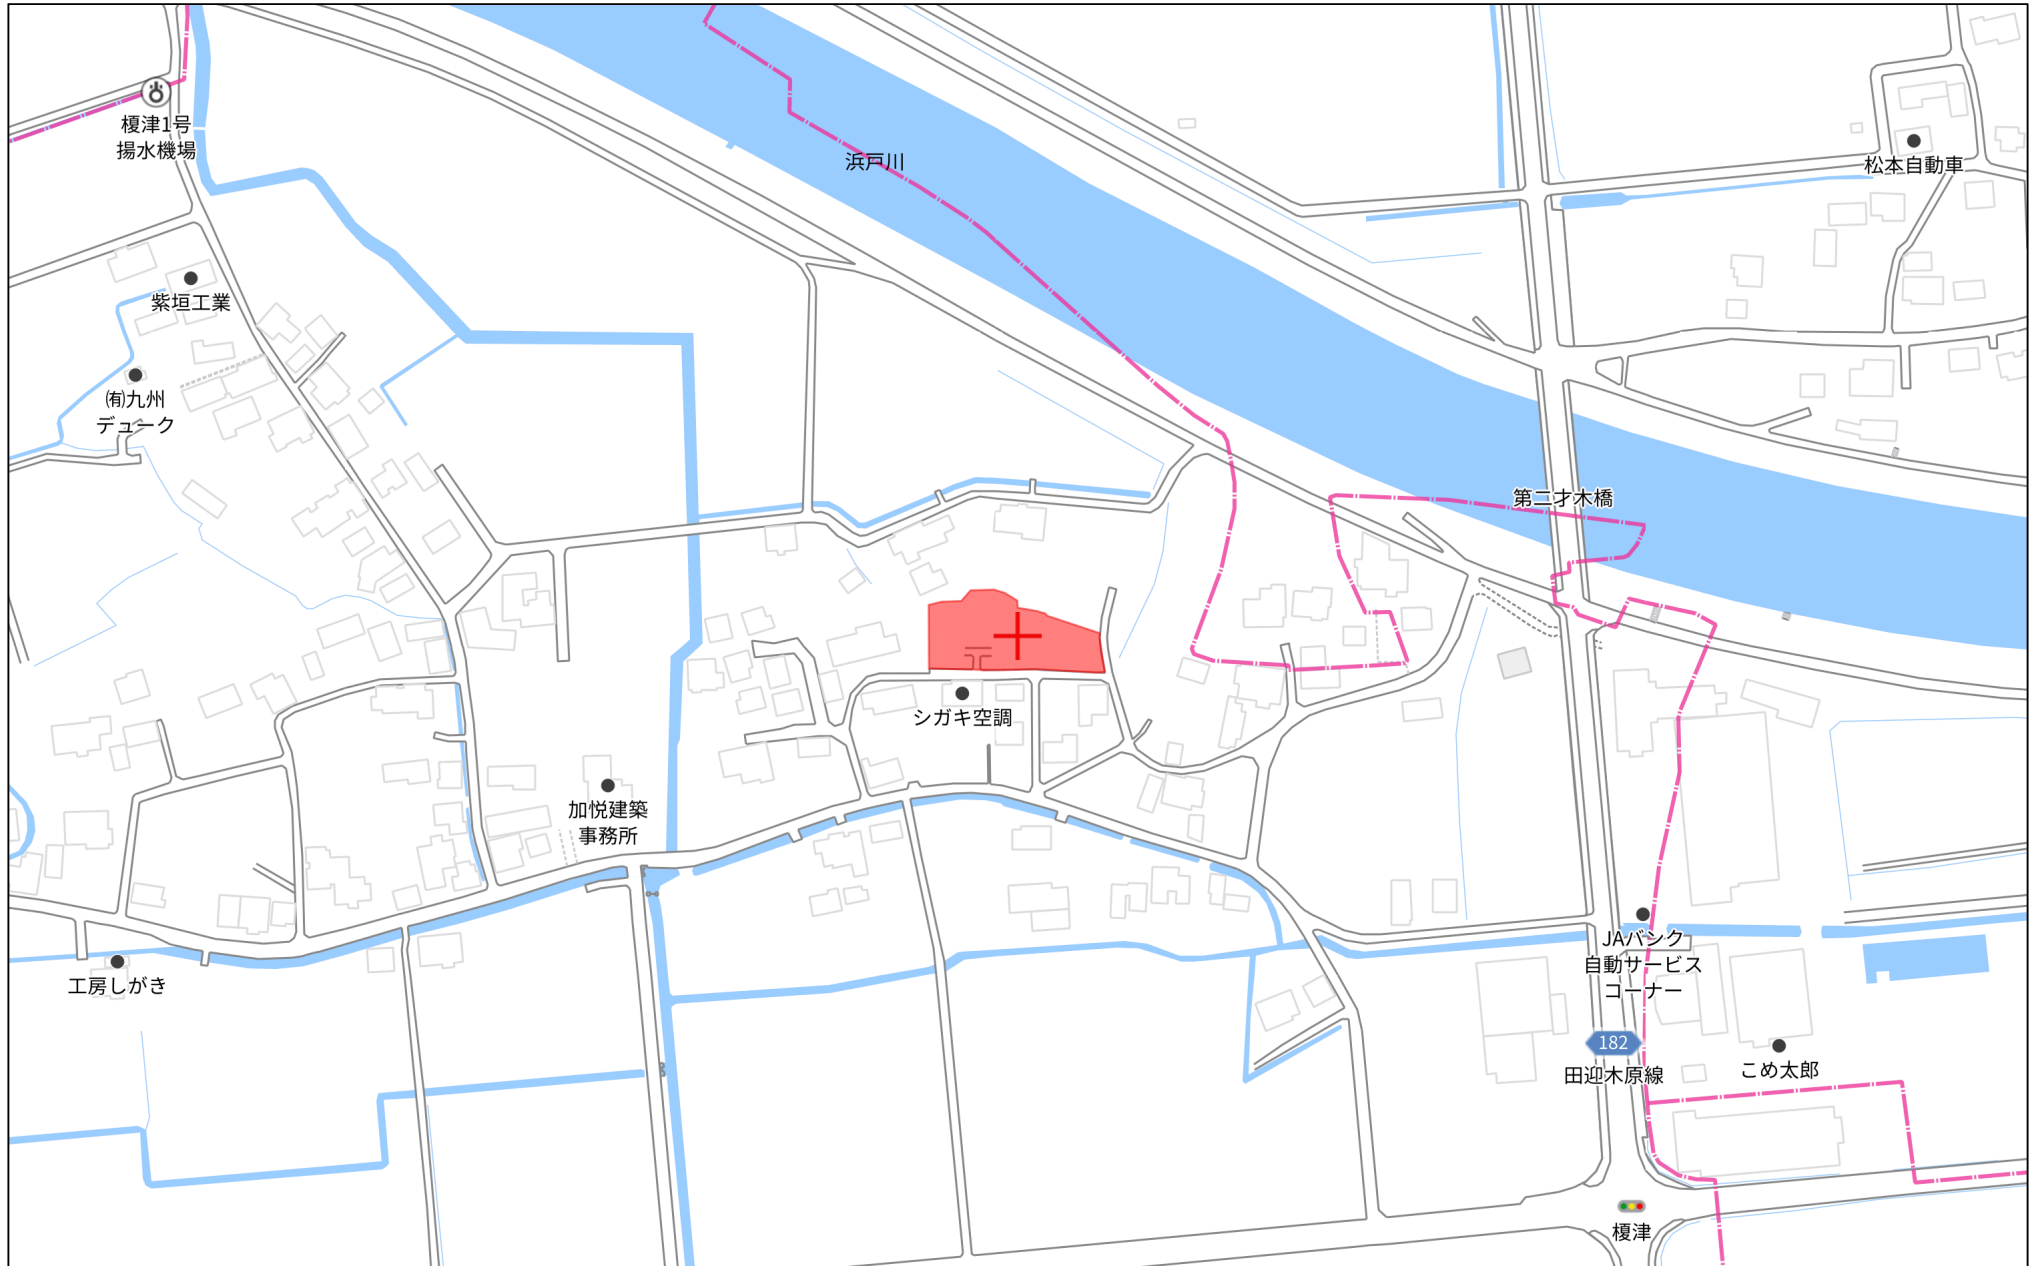 榎津1号
揚水機場
浜戸川
松本自動車
紫垣工業
㈲九州
デューク
第二才木橋
シガキ空調
加悦建築
事務所
JAバンク
自動サービス
コーナー
工房しがき
182
田迎木原線
こめ太郎
榎津